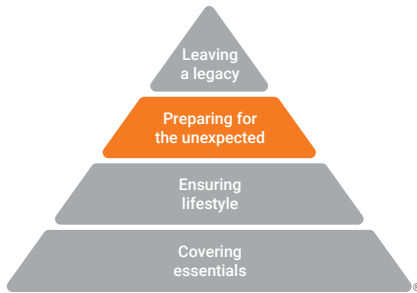 Leaving
a legacy
Preparing for
the unexpected
Ensuring
lifestyle
Covering
essentials
®